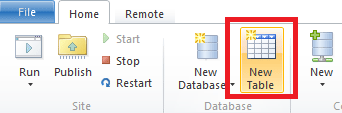 File Home Remote
Start
Stop
Restart
Run Publish
New
Database
New
Table
New
Site
Database